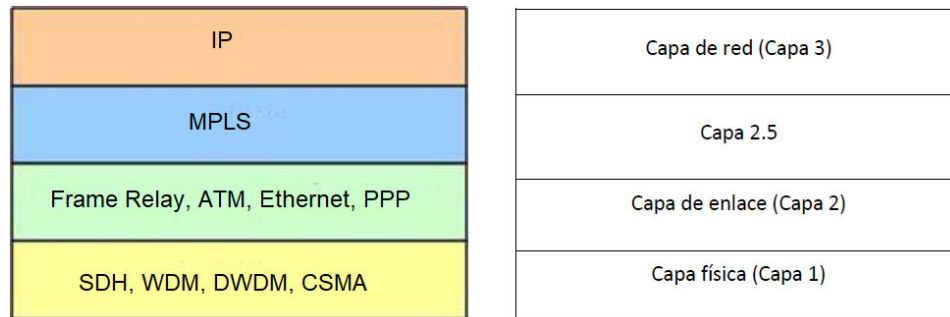 IP
Capa de red (Capa 3)
MPLS
Capa 2.5
Frame Relay, ATM, Ethernet, PPP
Capa de enlace (Capa 2)
SDH, WDM, DWDM, CSMA
Capa física (Capa 1)